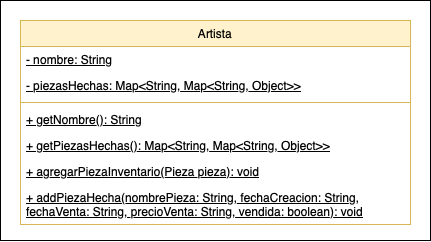 Artista
- nombre: String
- piezasHechas: Map<String, Map<String, Object>>
+ getNombre(): String
+ getPiezasHechas(): Map<String, Map<String, Object>>
+ agregarPiezaInventario(Pieza pieza): void
+ addPiezaHecha(nombrePieza: String, fechaCreacion: String,
fechaVenta: String, precioVenta: String, vendida: boolean): void